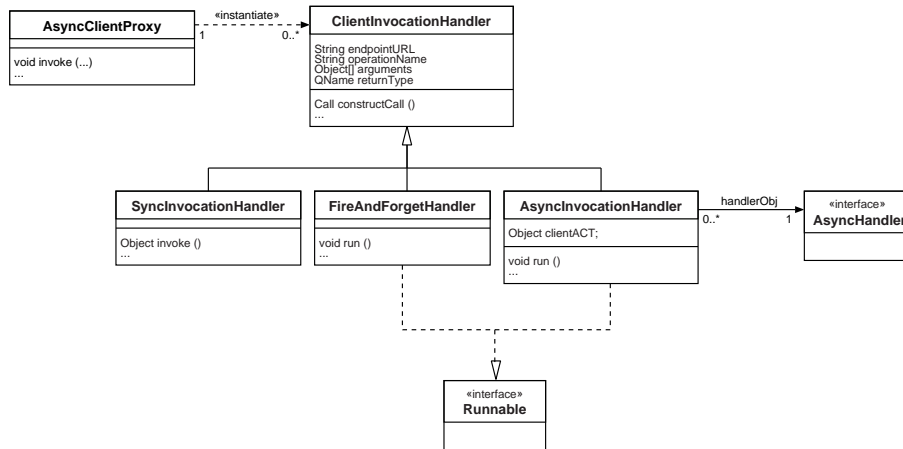 AsyncClientProxy
void invoke (...)
...
«instantiate»
1
0..*
ClientInvocationHandler
String endpointURL
String operationName
Object[] arguments
QName returnType
Call constructCall ()
...
SyncInvocationHandler
Object invoke ()
...
FireAndForgetHandler
void run ()
...
AsyncInvocationHandler
Object clientACT;
void run ()
...
handlerObj
0..*
1
«interface»
AsyncHandler
«interface»
Runnable